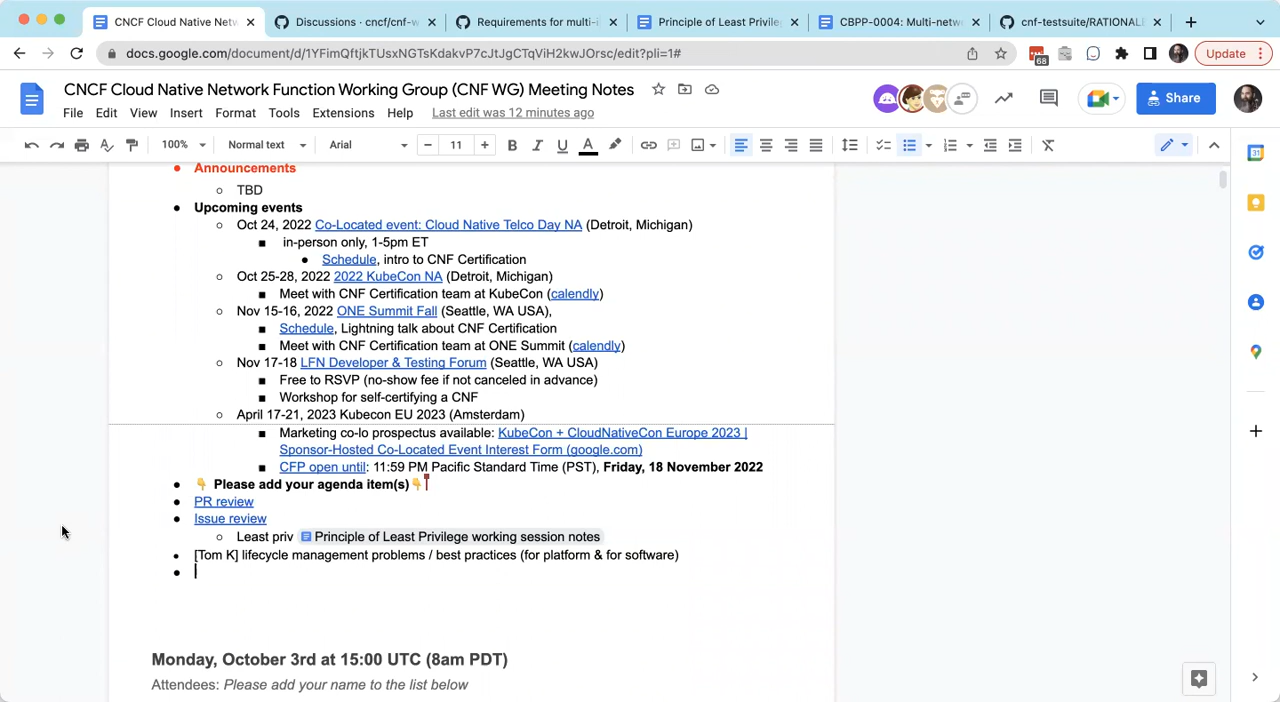 CNCF Cloud Native Netw
Discussions · cncf/cnf-w
Requirements for multi-i
Principle of Least Privile
CBPP-0004: Multi-netw
cnf-testsuite/RATIONAL
docs.google.com/document/d/1YFimQftjkTUsxNGTsKdakvP7cJtJgCTqViH2kwJOrsc/edit?pli=1#
68
Update
CNCF Cloud Native Network Function Working Group (CNF WG) Meeting Notes
File Edit View Insert Format Tools Extensions Help Last edit was 12 minutes ago
Share
100% Normal text Arial 11
Announcements
TBD
Upcoming events
Oct 24, 2022 Co-Located event: Cloud Native Telco Day NA (Detroit, Michigan)
in-person only, 1-5pm ET
Schedule, intro to CNF Certification
Oct 25-28, 2022 2022 KubeCon NA (Detroit, Michigan)
Meet with CNF Certification team at KubeCon (calendly)
Nov 15-16, 2022 ONE Summit Fall (Seattle, WA USA),
Schedule, Lightning talk about CNF Certification
Meet with CNF Certification team at ONE Summit (calendly)
Nov 17-18 LFN Developer & Testing Forum (Seattle, WA USA)
Free to RSVP (no-show fee if not canceled in advance)
Workshop for self-certifying a CNF
April 17-21, 2023 Kubecon EU 2023 (Amsterdam)
Marketing co-lo prospectus available: KubeCon + CloudNativeCon Europe 2023 |
Sponsor-Hosted Co-Located Event Interest Form (google.com)
CFP open until: 11:59 PM Pacific Standard Time (PST), Friday, 18 November 2022
👇 Please add your agenda item(s)👇
PR review
Issue review
Least priv Principle of Least Privilege working session notes
[Tom K] lifecycle management problems / best practices (for platform & for software)
Monday, October 3rd at 15:00 UTC (8am PDT)
Attendees: Please add your name to the list below
31